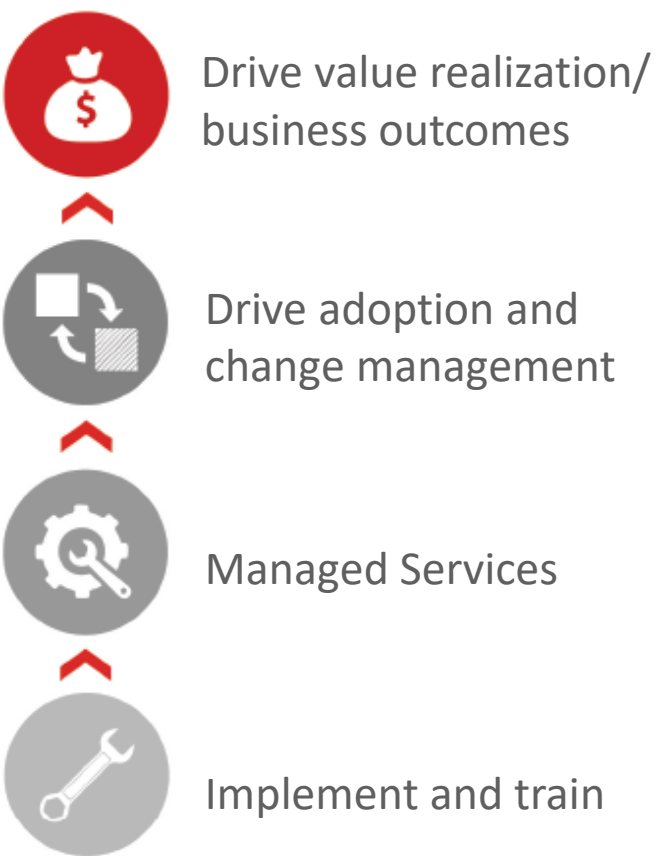 $
Drive value realization/
business outcomes
Drive adoption and
change management
Managed Services
Implement and train